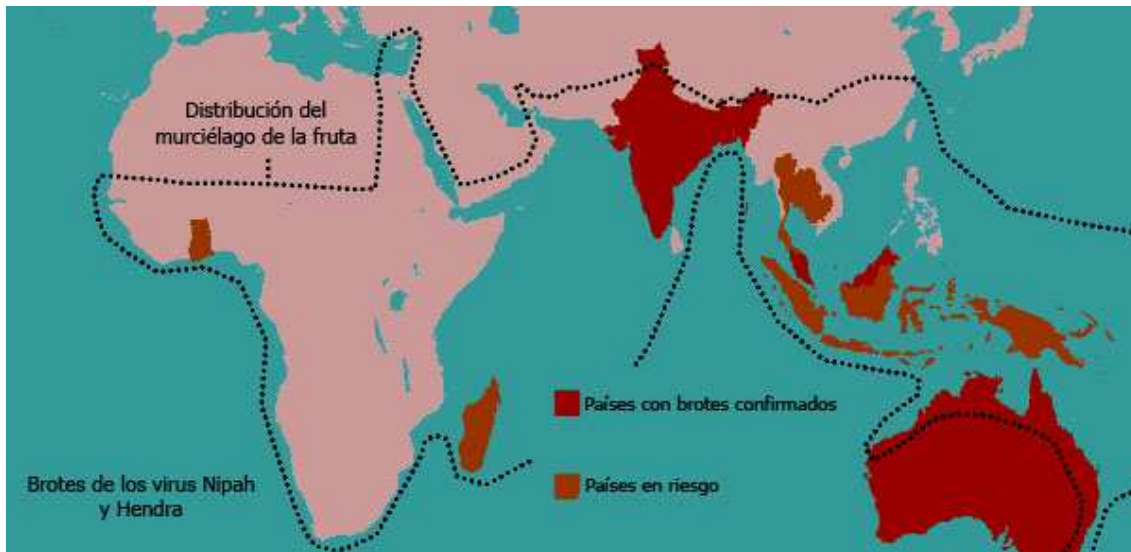 Distribución del
murciélago de la fruta
Países con brotes confirmados
Países en riesgo
Brotes de los virus Nipah
y Hendra